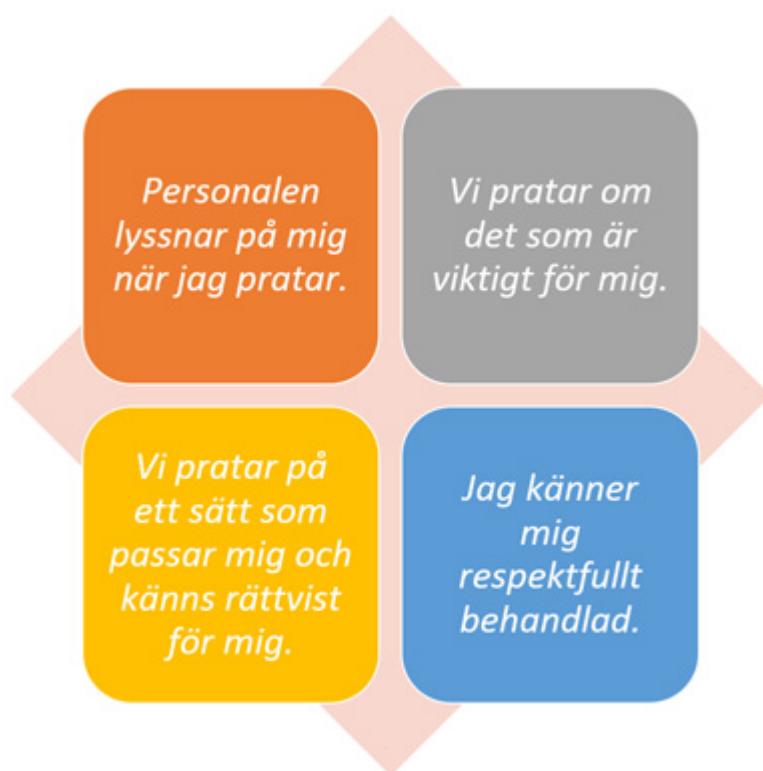 Personalen
lyssnar på mig
när jag pratar.
Vi pratar om
det som är
viktigt för mig.
Vi pratar på
ett sätt som
passar mig och
känns rättvist
för mig.
Jag känner
mig
respektfullt
behandlad.